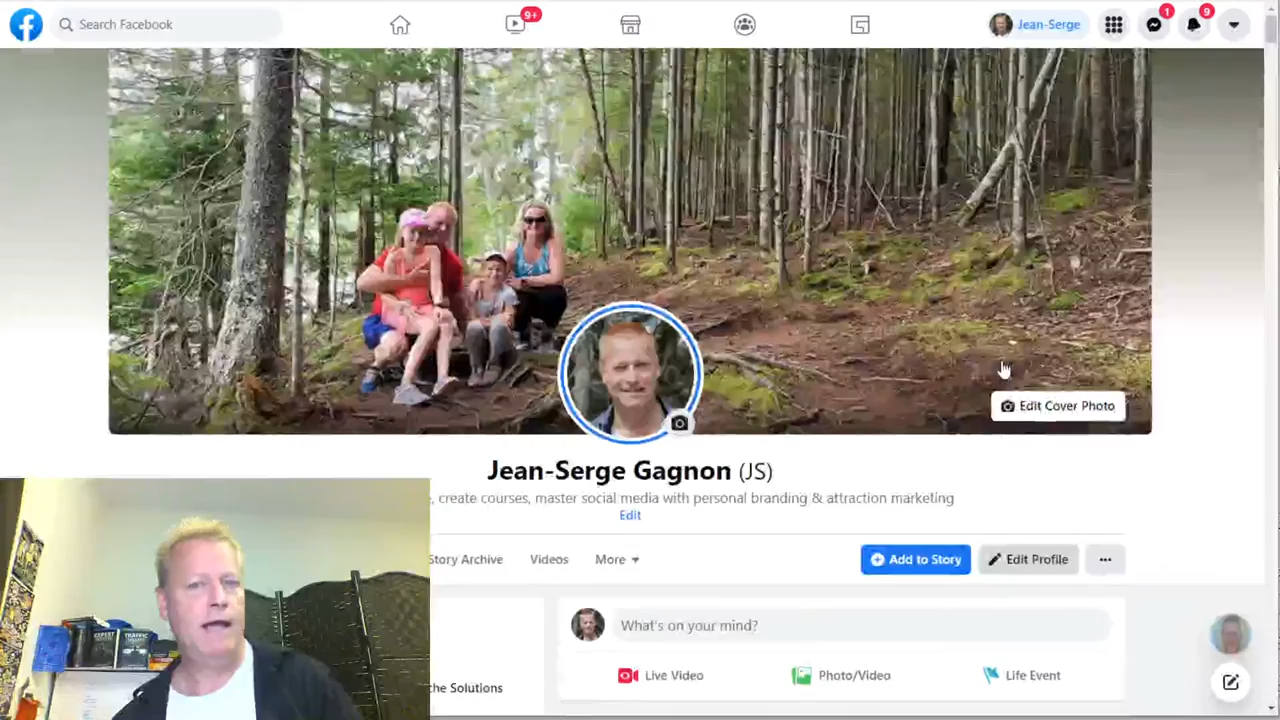 Search Facebook
9+
Jean-Serge
1
9
Edit Cover Photo
Jean-Serge Gagnon (JS)
, create courses, master social media with personal branding & attraction marketing
Edit
Story Archive
Videos
More
Add to Story
Edit Profile
What's on your mind?
Live Video
Photo/Video
Life Event
the Solutions
EXPERT
TRAFFIC